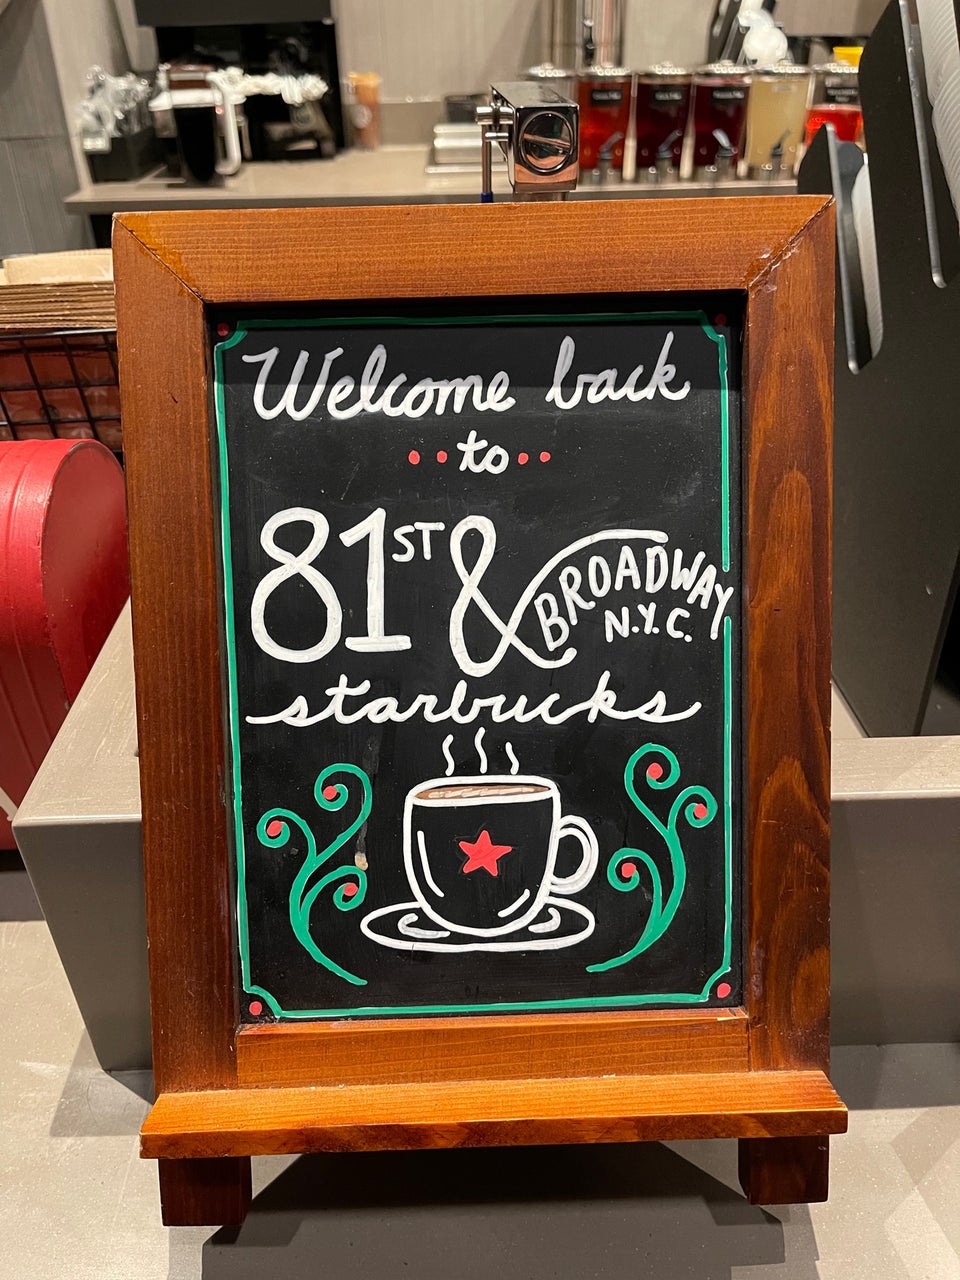 Welcome back
to
81ST & BROADWAY
N.Y.C.
starbucks